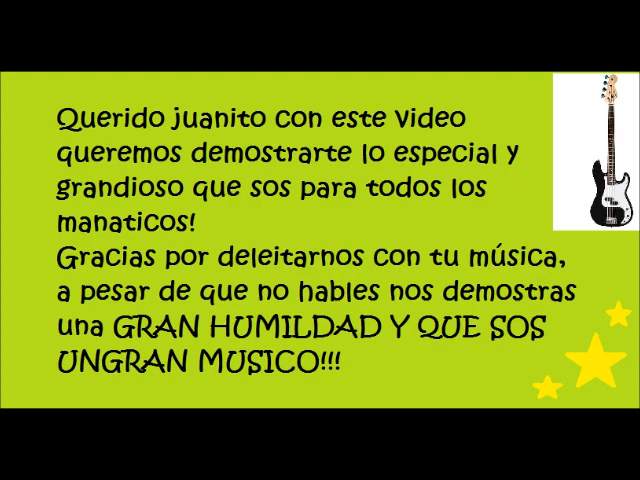 Querido juanito con este video
queremos demostrarte lo especial y
grandioso que sos para todos los
manaticos!
Gracias por deleitarnos con tu música,
a pesar de que no hables nos demostras
una GRAN HUMILDAD Y QUE SOS
UNGRAN MUSICO!!!